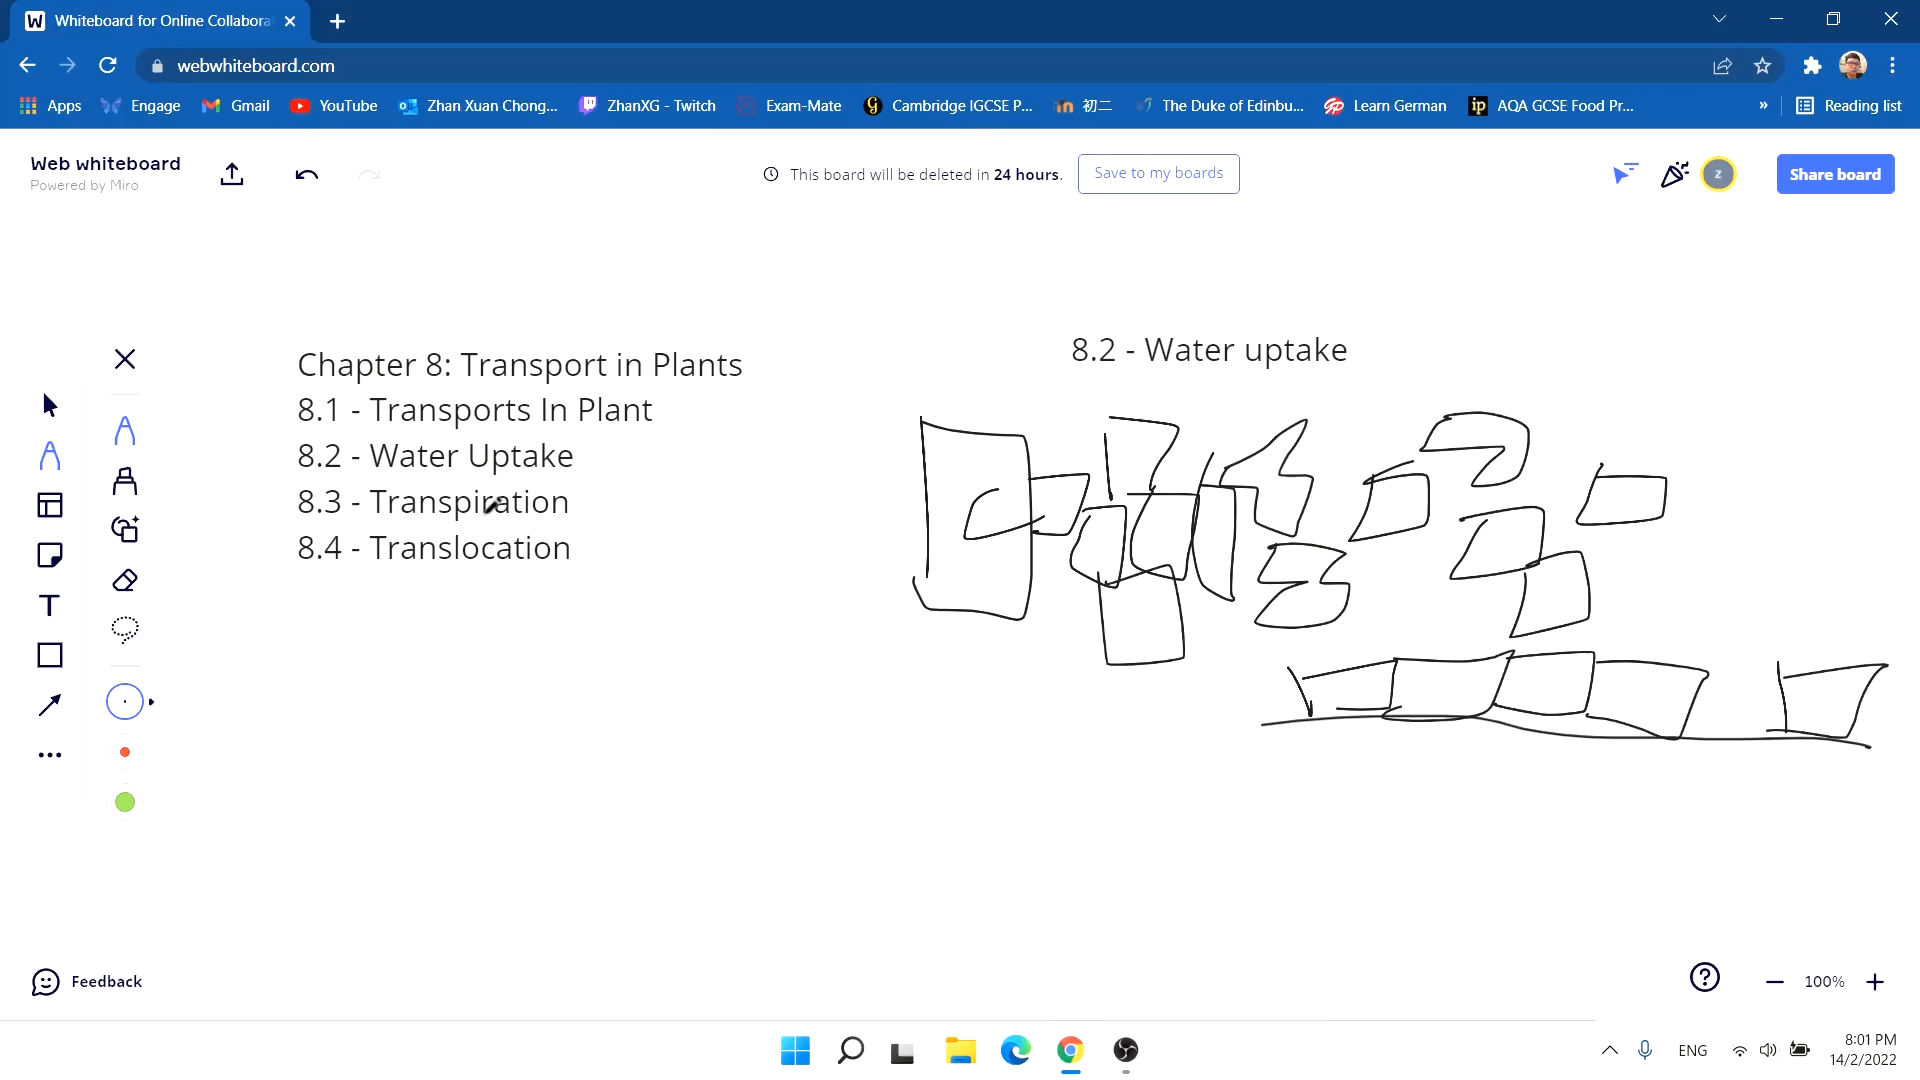 Whiteboard for Online Collabora
webwhiteboard.com
Apps Engage Gmail YouTube Zhan Xuan Chong... ZhanXG - Twitch Exam-Mate Cambridge IGCSE P... 初二 The Duke of Edinbu... Learn German AQA GCSE Food Pr... » Reading list
Web whiteboard
Powered by Miro
This board will be deleted in 24 hours. Save to my boards
Z
Share board
Chapter 8: Transport in Plants
8.1 - Transports In Plant
8.2 - Water Uptake
8.3 - Transpiration
8.4 - Translocation
8.2 - Water uptake
T
Feedback
100%
ENG
8:01 PM
14/2/2022